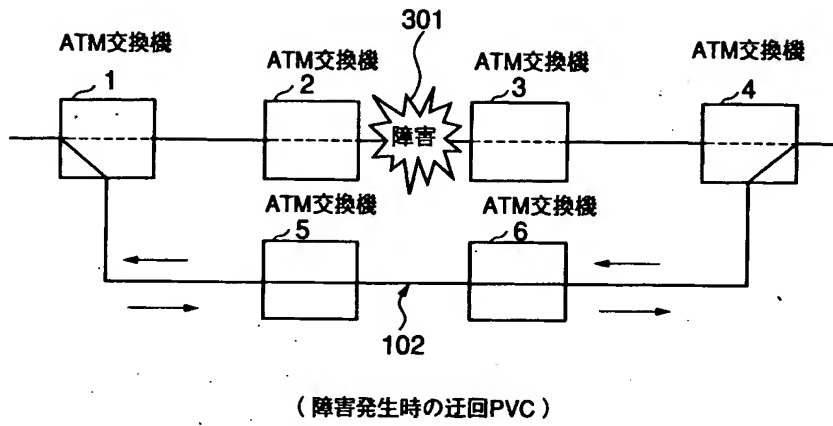 301
ATM交換機
1
ATM交換機
2
ATM交換機
3
ATM交換機
4
障害
ATM交換機
5
ATM交換機
6
102
(障害発生時の迂回PVC)